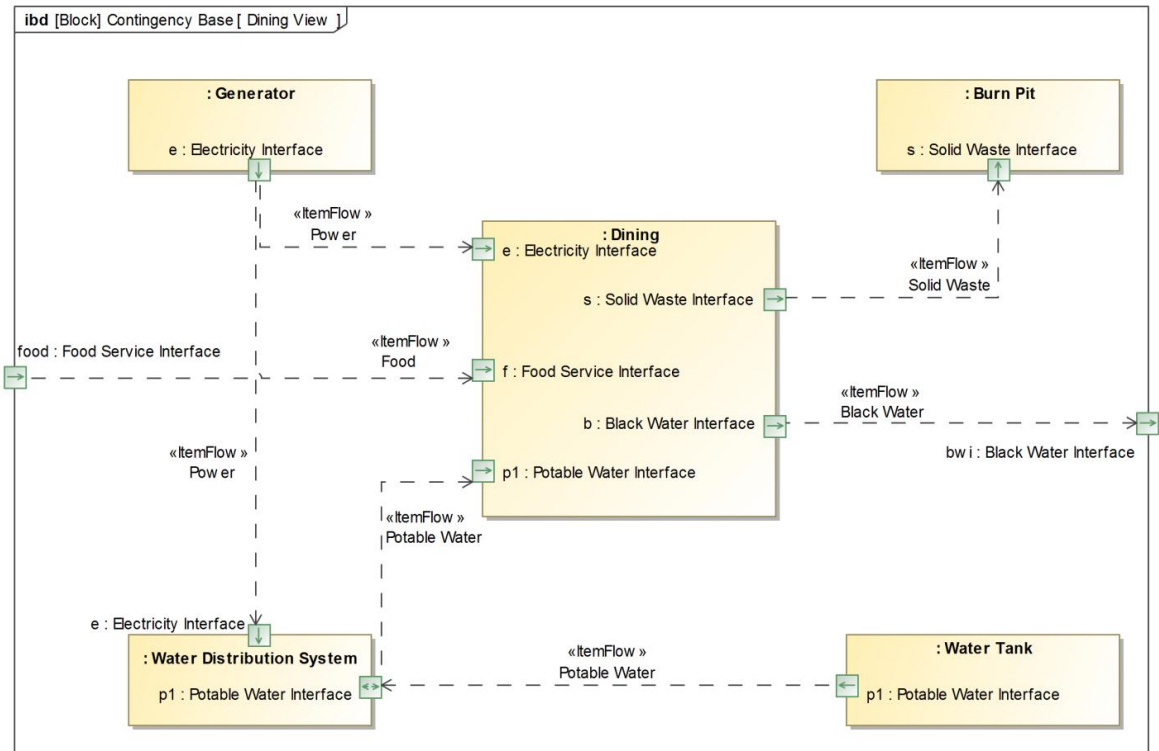 ibd [Block] Contingency Base [ Dining View ]
: Generator
e : Electricity Interface
: Burn Pit
s : Solid Waste Interface
«ItemFlow »
Power
: Dining
e : Electricity Interface
s : Solid Waste Interface
f : Food Service Interface
b : Black Water Interface
p1 : Potable Water Interface
«ItemFlow »
Solid Waste
food : Food Service Interface
«ItemFlow »
Food
«ItemFlow »
Black Water
bwi : Black Water Interface
«ItemFlow »
Power
«ItemFlow »
Potable Water
e : Electricity Interface
: Water Distribution System
p1 : Potable Water Interface
«ItemFlow »
Potable Water
: Water Tank
p1 : Potable Water Interface